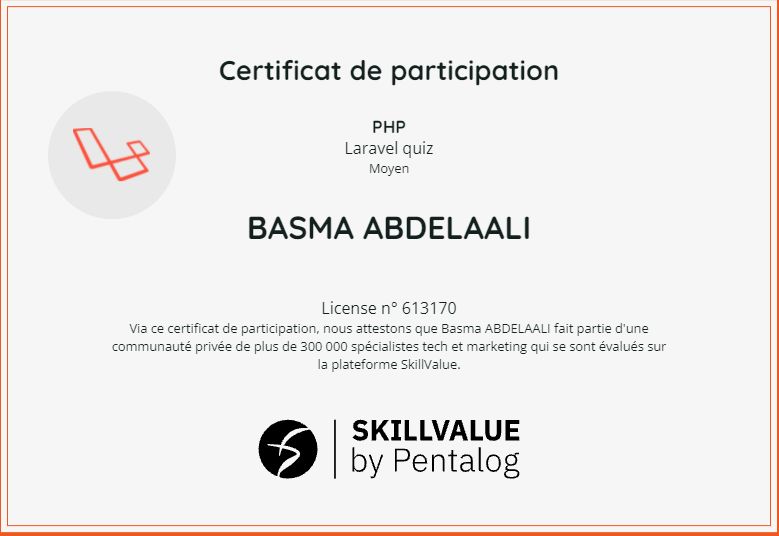 Certificat de participation
PHP
Laravel quiz
Moyen
BASMA ABDELAALI
License n° 613170
Via ce certificat de participation, nous attestons que Basma ABDELAALI fait partie d'une
communauté privée de plus de 300 000 spécialistes tech et marketing qui se sont évalués sur
la plateforme SkillValue.
SKILLVALUE
by Pentalog